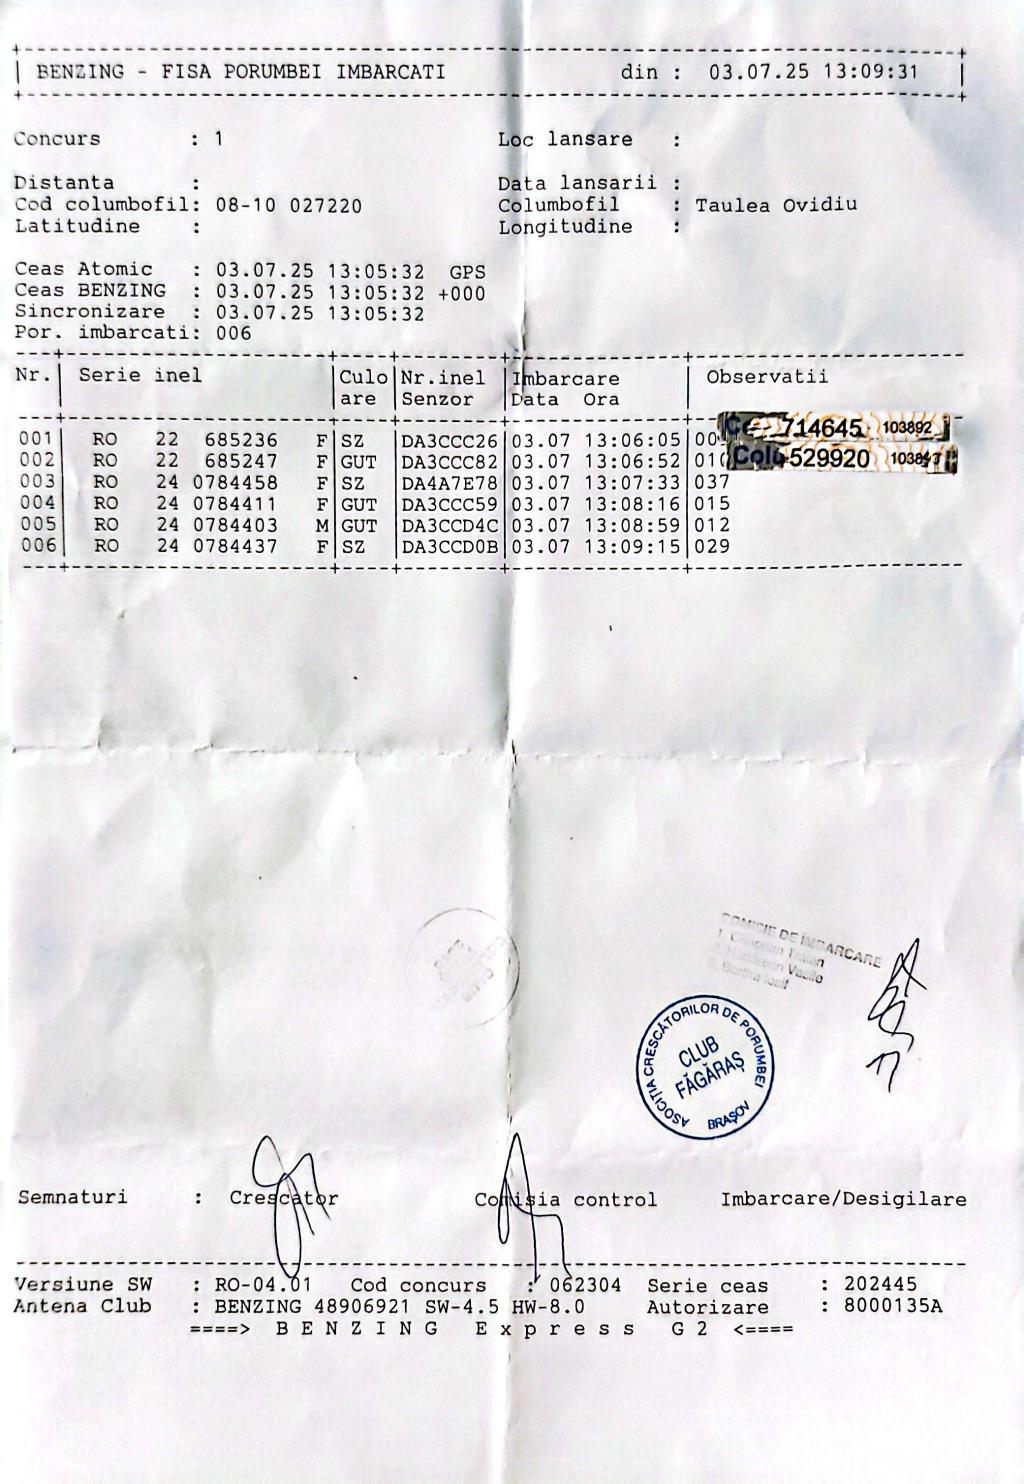 BENZING - FISA PORUMBEI IMBARCATI din : 03.07.25 13:09:31
Concurs : 1 Loc lansare :
Distanta : Data lansarii :
Cod columbofil: 08-10 027220 Columbofil : Taulea Ovidiu
Latitudine : Longitudine :
Ceas Atomic : 03.07.25 13:05:32 GPS
Ceas BENZING : 03.07.25 13:05:32 +000
Sincronizare : 03.07.25 13:05:32
Por. imbarcati: 006
Nr. Serie inel Culo Nr.inel Imbarcare Observatii
are Senzor Data Ora
001 RO 22 685236 F SZ DA3CCC26 03.07 13:06:05 714645 103892
002 RO 22 685247 F GUT DA3CCC82 03.07 13:06:52 529920 103893
003 RO 24 0784458 F SZ DA4A7E78 03.07 13:07:33 037
004 RO 24 0784411 F GUT DA3CCC59 03.07 13:08:16 015
005 RO 24 0784403 M GUT DA3CCD4C 03.07 13:08:59 012
006 RO 24 0784437 F SZ DA3CCD0B 03.07 13:09:15 029
COMISIE DE ÎMBARCARE
ASOCIȚIA CRESCĂTORILOR DE PORUMBEI
CLUB
FĂGĂRAȘ
BRAȘOV
Semnaturi : Crescator Comisia control Imbarcare/Desigilare
Versiune SW : RO-04.01 Cod concurs : 062304 Serie ceas : 202445
Antena Club : BENZING 48906921 SW-4.5 HW-8.0 Autorizare : 8000135A
====> B E N Z I N G E x p r e s s G 2 <====